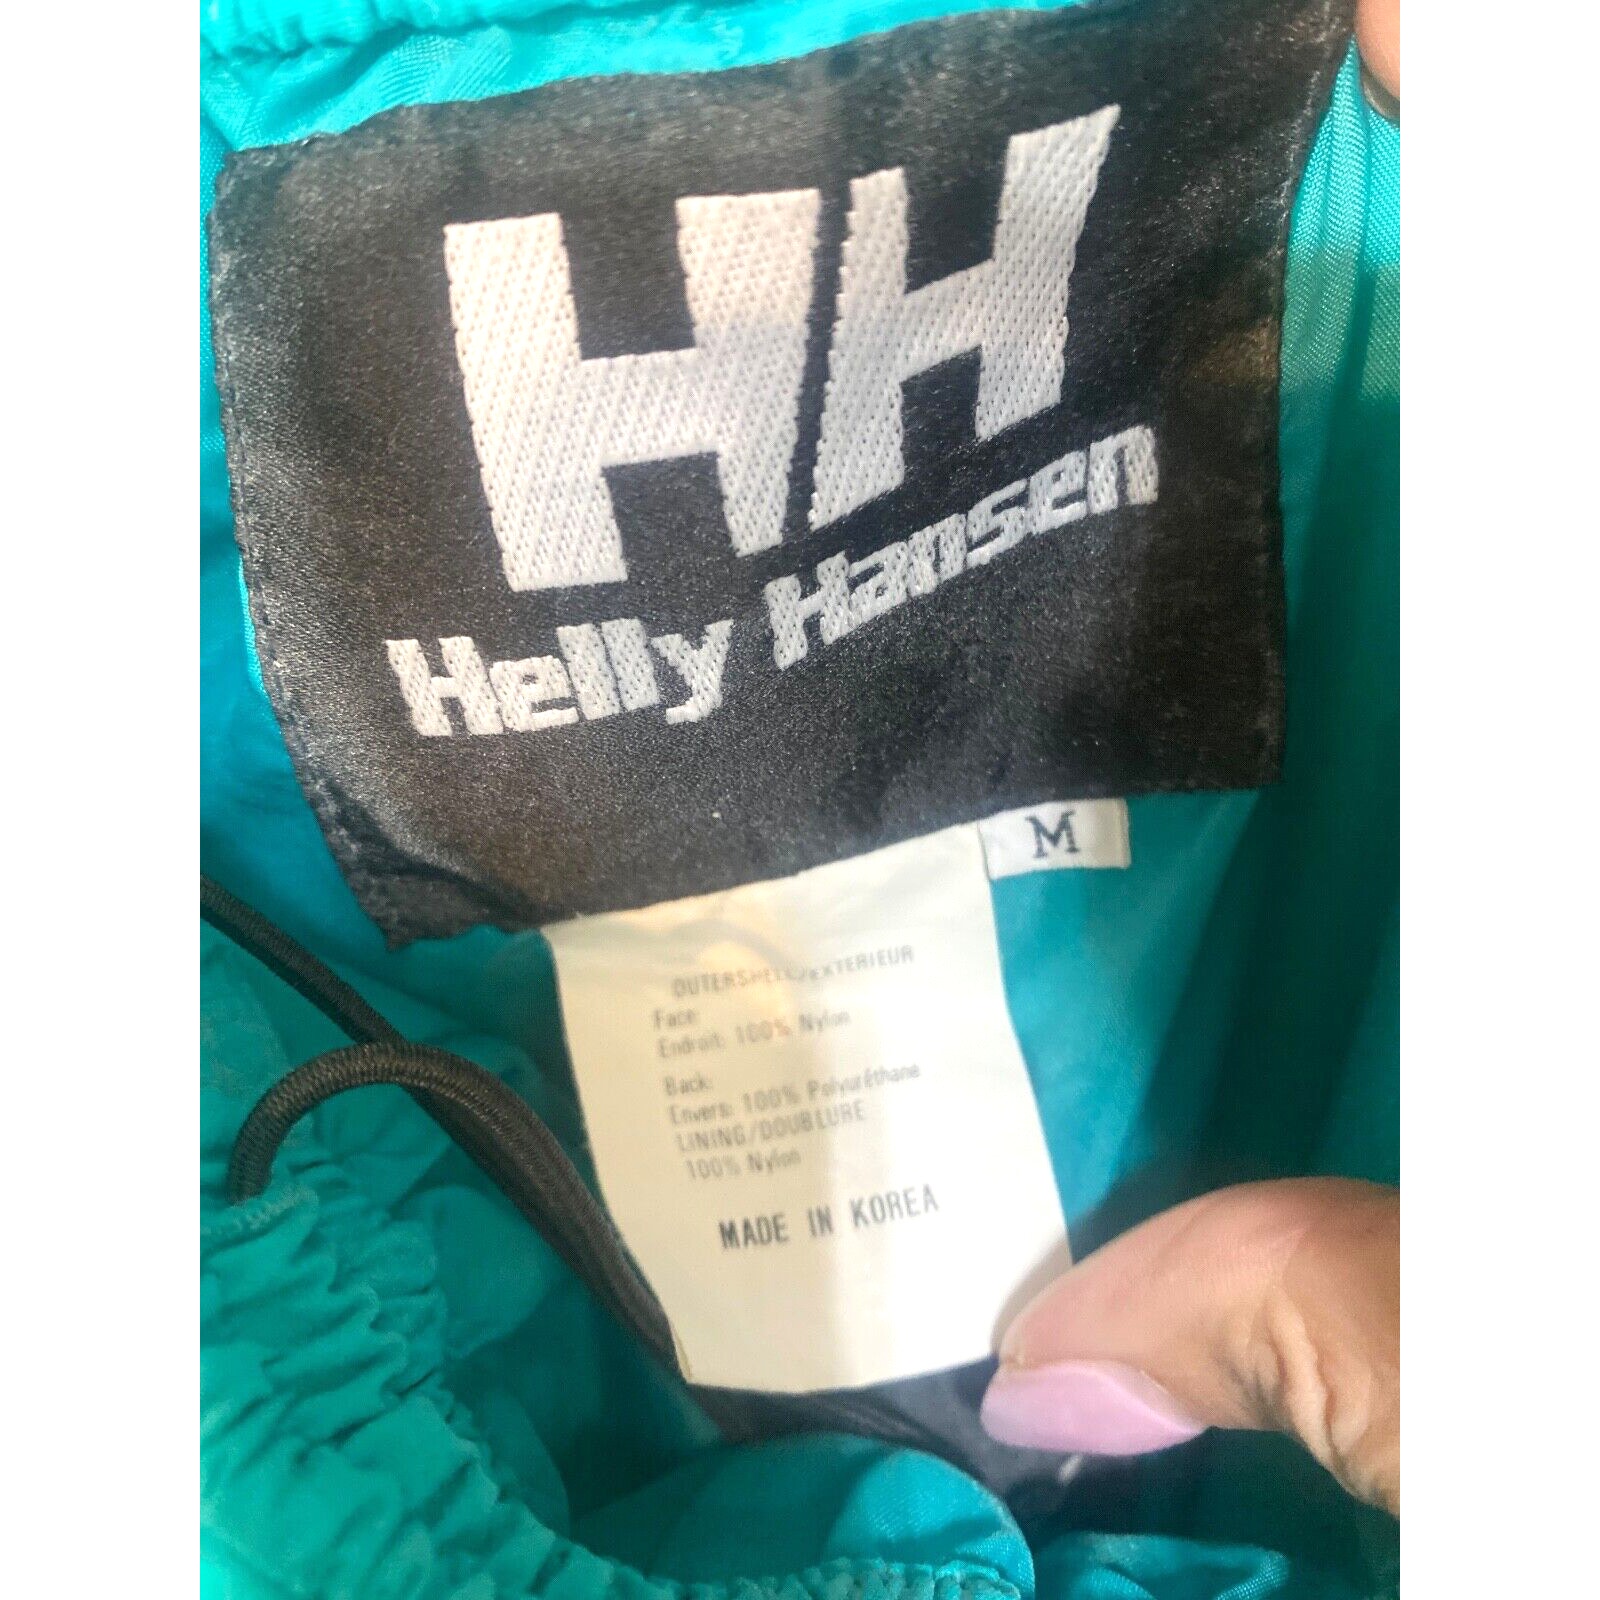 HH
Helly Hansen
M
OUTERSHELL/EXTERIEUR
Face:
Endroit: 100% Nylon
Back:
Envers: 100% Polyuréthane
LINING/DOUBLURE
100% Nylon
MADE IN KOREA